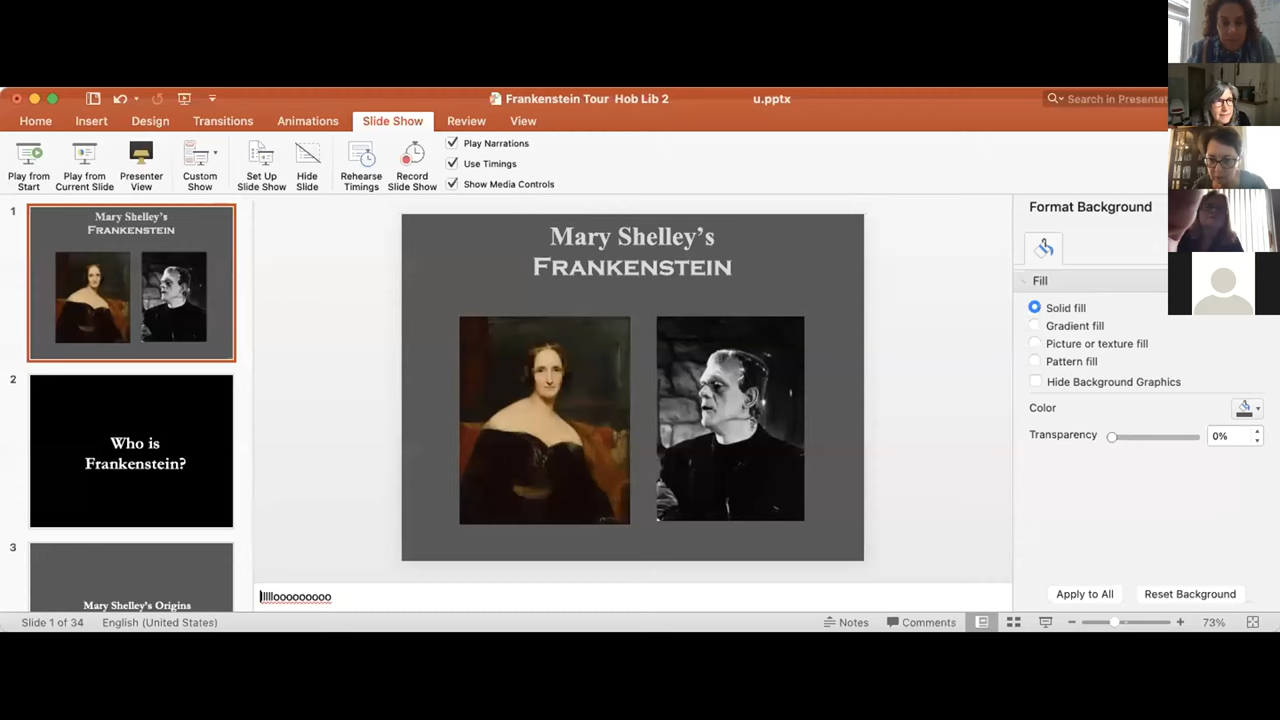 Frankenstein Tour Hob Lib 2 u.pptx
Search in Presentat
Home Insert Design Transitions Animations Slide Show Review View
Play from Start
Play from Current Slide
Presenter View
Custom Show
Set Up Slide Show
Hide Slide
Rehearse Timings
Record Slide Show
Play Narrations
Use Timings
Show Media Controls
1
Mary Shelley's
FRANKENSTEIN
2
Who is
Frankenstein?
3
Mary Shelley's Origins
Mary Shelley's
FRANKENSTEIN
Format Background
Fill
Solid fill
Gradient fill
Picture or texture fill
Pattern fill
Hide Background Graphics
Color
Transparency 0%
Apply to All Reset Background
Slide 1 of 34 English (United States) Notes Comments 73%